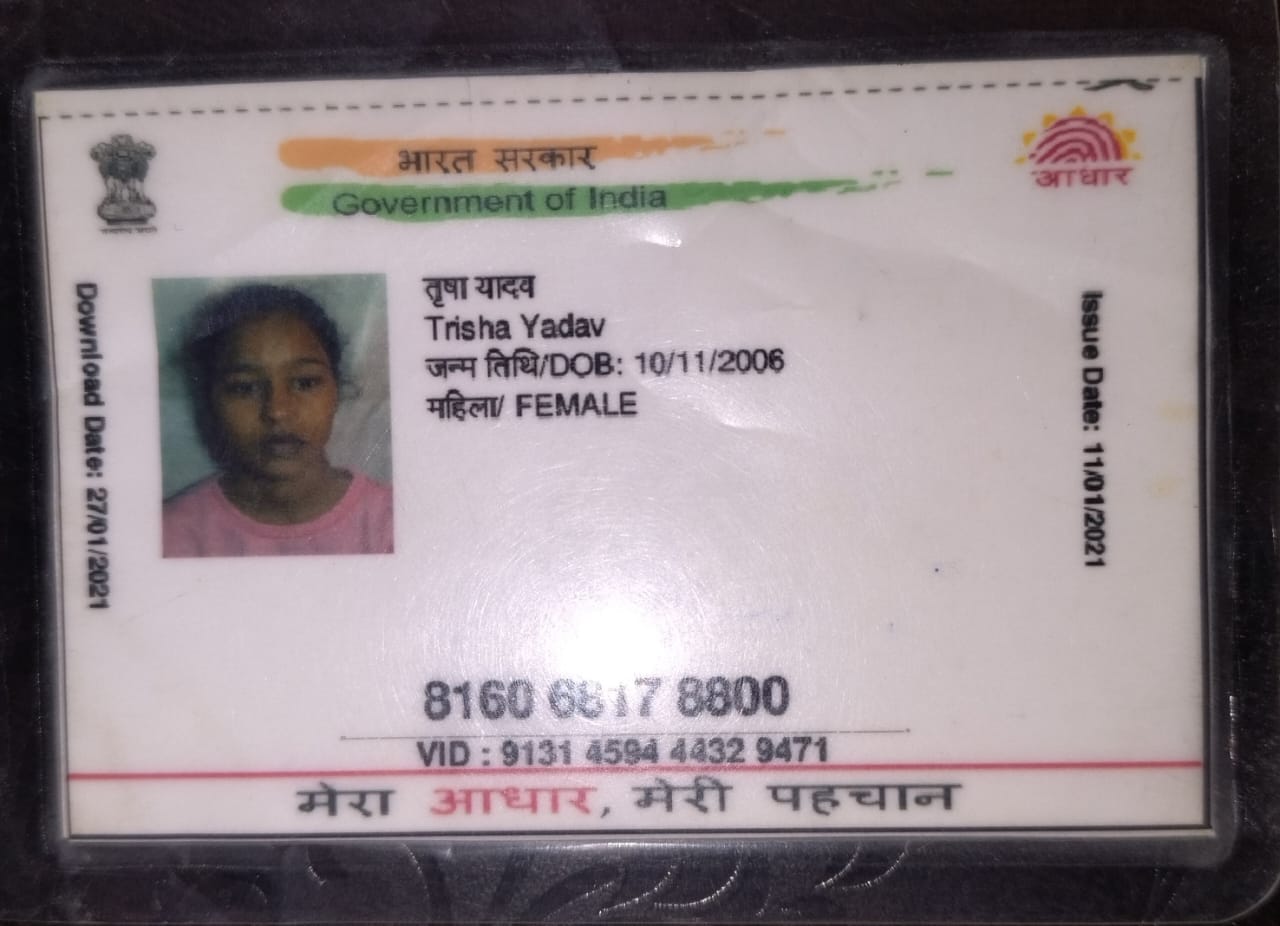 भारत सरकार
Government of India
आधार
Download Date: 27/01/2021
तृषा यादव
Trisha Yadav
जन्म तिथि/DOB: 10/11/2006
महिला/ FEMALE
Issue Date: 11/01/2021
8160 8800
VID : 9131 4594 4432 9471
मेरा आधार, मेरी पहचान